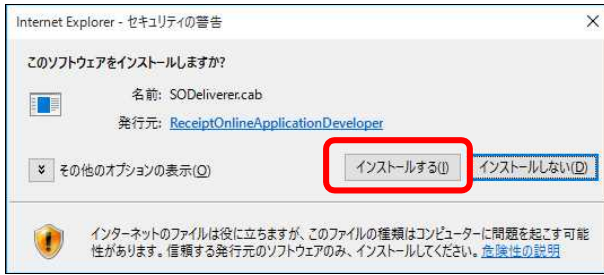 Internet Explorer - セキュリティの警告
このソフトウェアをインストールしますか?
名前: SODeliverer.cab
発行元: ReceiptOnlineApplicationDeveloper
その他のオプションの表示(O)
インストールする(I)
インストールしない(D)
インターネットのファイルは役に立ちますが、このファイルの種類はコンピューターに問題を起こす可能
性があります。信頼する発行元のソフトウェアのみ、インストールしてください。危険性の説明